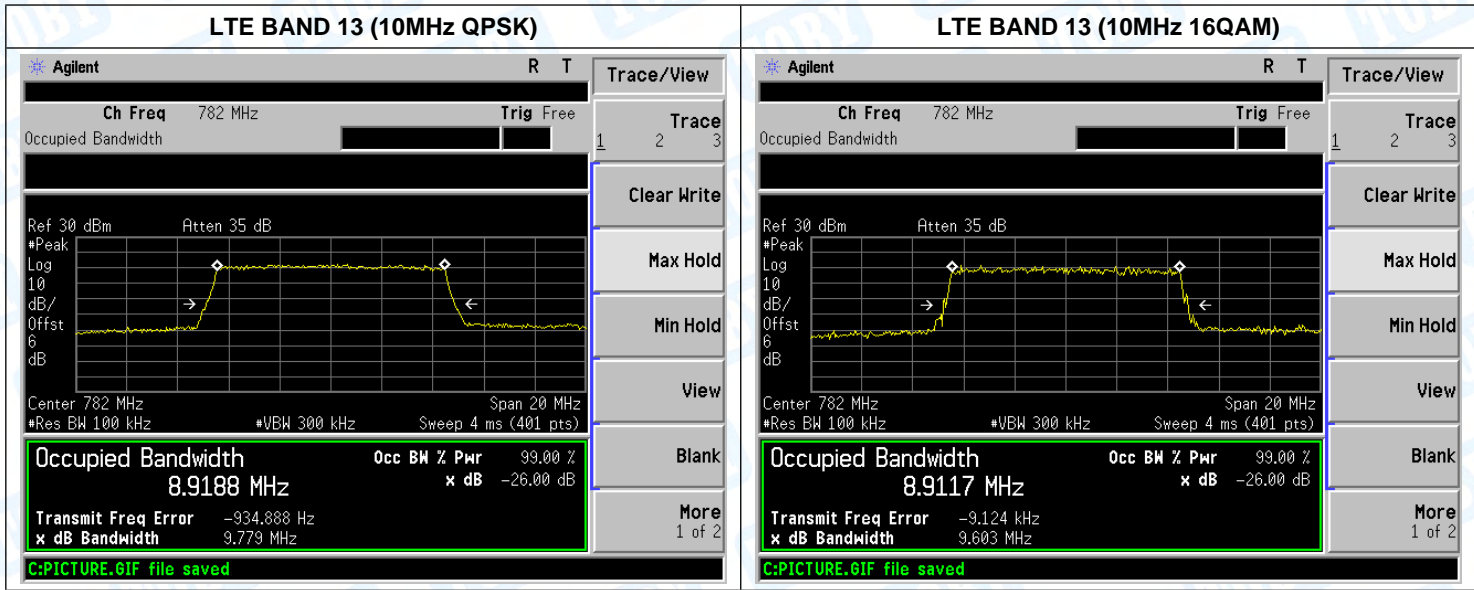 LTE BAND 13 (10MHz QPSK)
Agilent R T
Trace/View
Ch Freq 782 MHz Trig Free
Occupied Bandwidth
Trace
1 2 3
Clear Write
Ref 30 dBm Atten 35 dB
#Peak
Log
10
dB/
Offst
6
dB
Max Hold
Min Hold
View
Center 782 MHz Span 20 MHz
#Res BW 100 kHz #VBW 300 kHz Sweep 4 ms (401 pts)
Occupied Bandwidth Occ BW % Pwr 99.00 %
8.9188 MHz x dB -26.00 dB
Transmit Freq Error -934.888 Hz
x dB Bandwidth 9.779 MHz
Blank
More
1 of 2
C:PICTURE.GIF file saved
LTE BAND 13 (10MHz 16QAM)
Agilent R T
Trace/View
Ch Freq 782 MHz Trig Free
Occupied Bandwidth
Trace
1 2 3
Clear Write
Ref 30 dBm Atten 35 dB
#Peak
Log
10
dB/
Offst
6
dB
Max Hold
Min Hold
View
Center 782 MHz Span 20 MHz
#Res BW 100 kHz #VBW 300 kHz Sweep 4 ms (401 pts)
Occupied Bandwidth Occ BW % Pwr 99.00 %
8.9117 MHz x dB -26.00 dB
Transmit Freq Error -9.124 kHz
x dB Bandwidth 9.603 MHz
Blank
More
1 of 2
C:PICTURE.GIF file saved